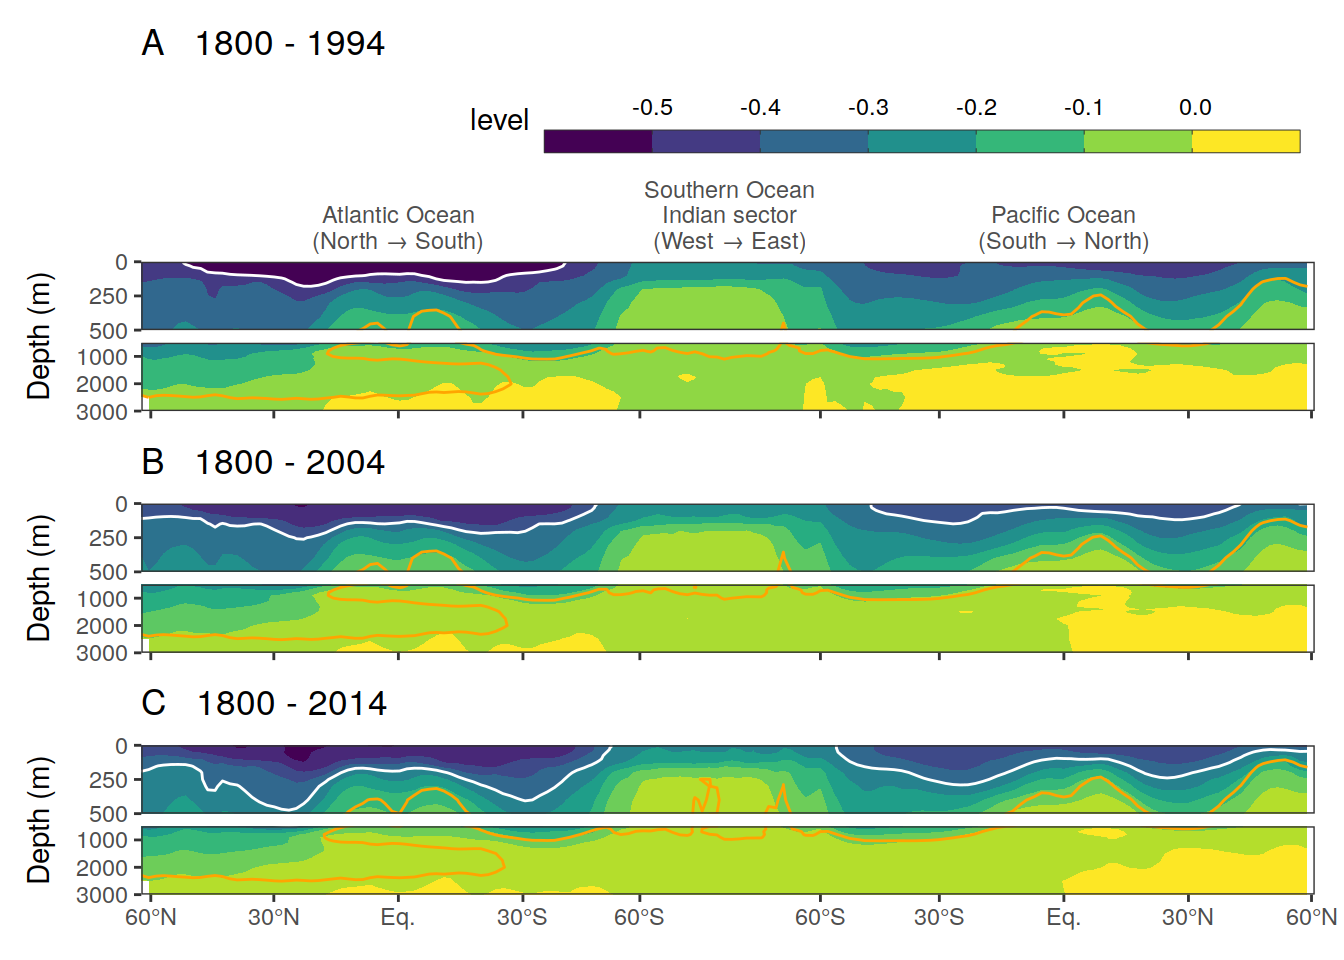 A 1800 - 1994
level -0.5 -0.4 -0.3 -0.2 -0.1 0.0
Atlantic Ocean
(North → South)
Southern Ocean
Indian sector
(West → East)
Pacific Ocean
(South → North)
Depth (m)
0
250
500
1000
2000
3000
B 1800 - 2004
Depth (m)
0
250
500
1000
2000
3000
C 1800 - 2014
Depth (m)
0
250
500
1000
2000
3000
60°N 30°N Eq. 30°S 60°S 60°S 30°S Eq. 30°N 60°N